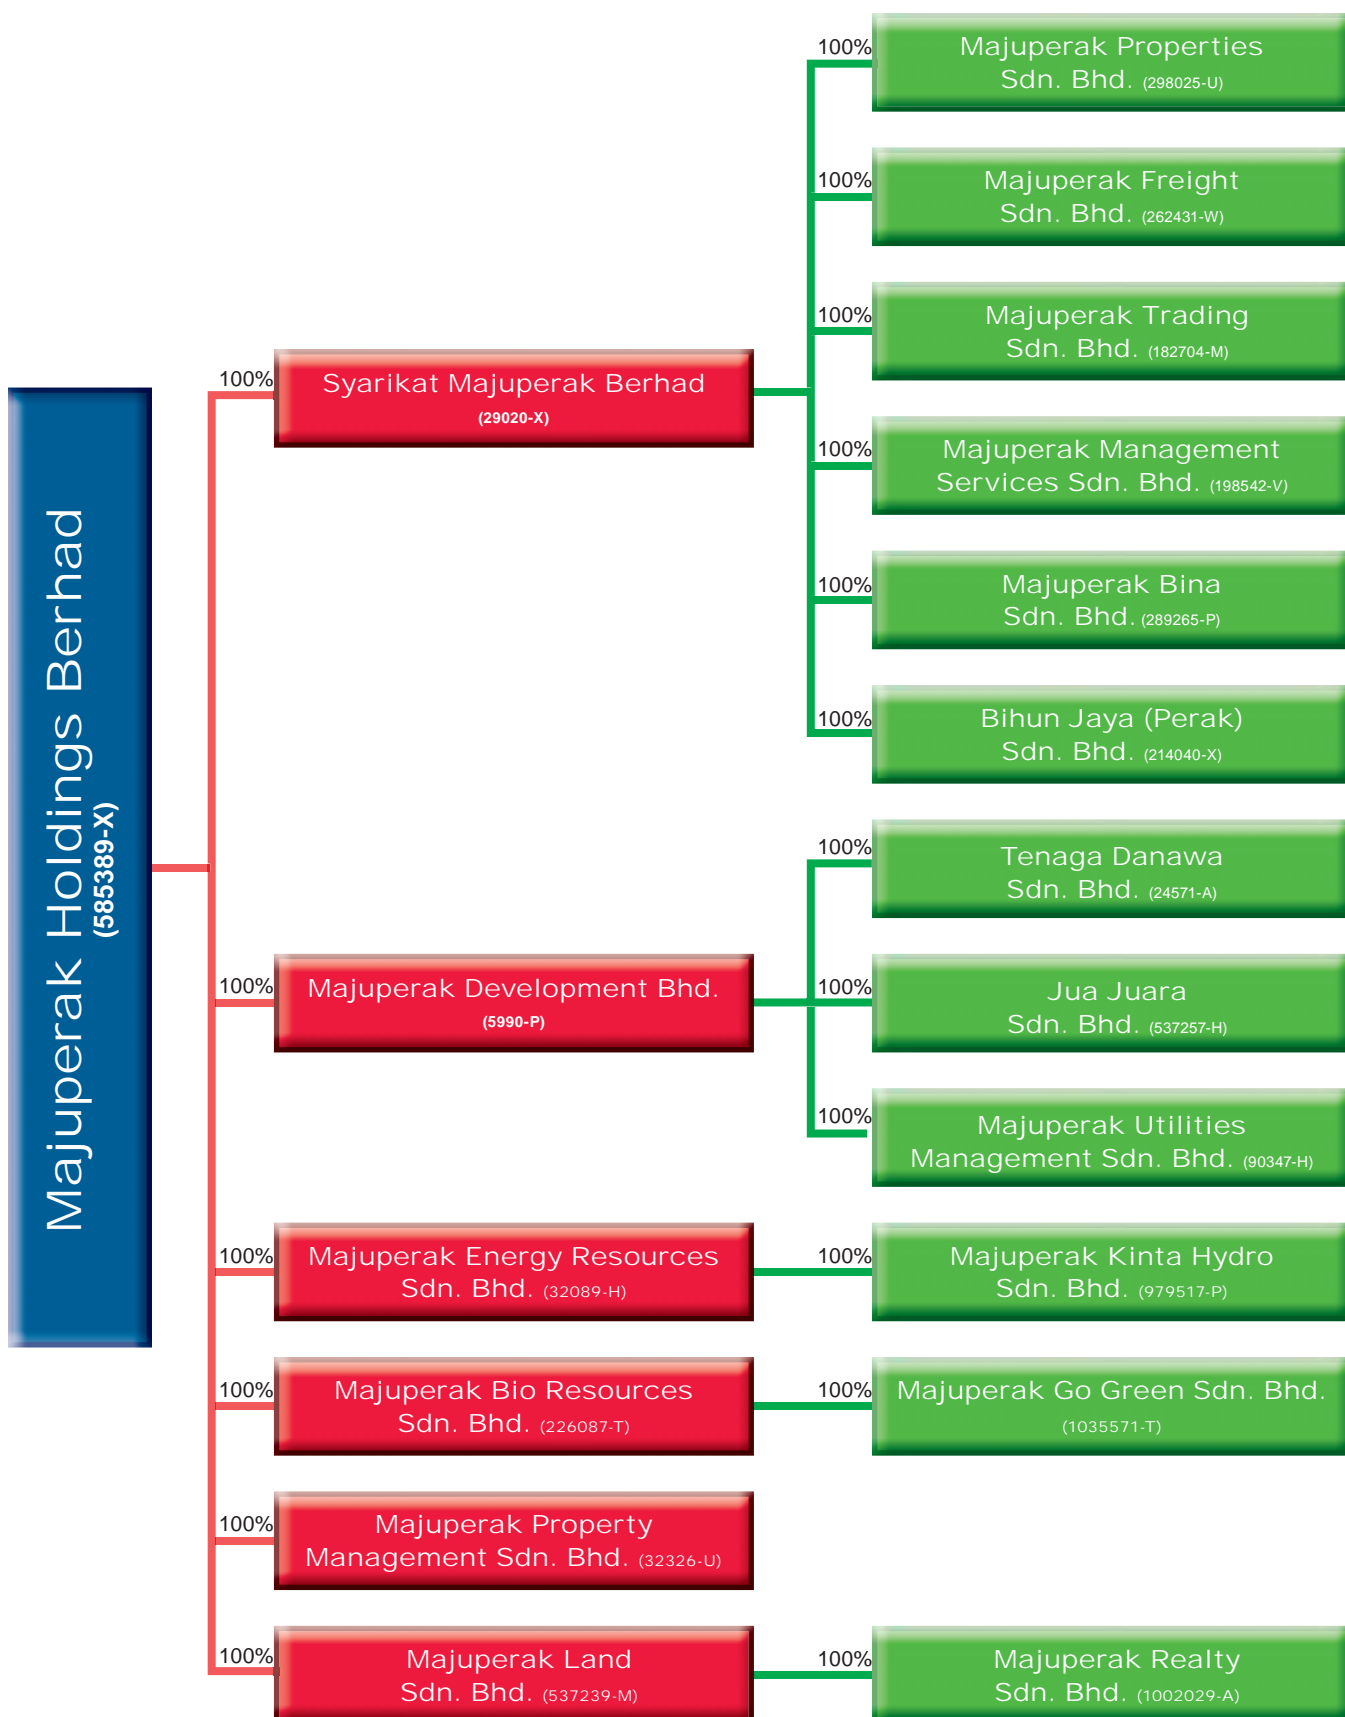 Majuperak Holdings Berhad
(585389-X)
100%
Syarikat Majuperak Berhad
(29020-X)
100%
Majuperak Properties
Sdn. Bhd. (298025-U)
100%
Majuperak Freight
Sdn. Bhd. (262431-W)
100%
Majuperak Trading
Sdn. Bhd. (182704-M)
100%
Majuperak Management
Services Sdn. Bhd. (198542-V)
100%
Majuperak Bina
Sdn. Bhd. (289265-P)
100%
Bihun Jaya (Perak)
Sdn. Bhd. (214040-X)
100%
Majuperak Development Bhd.
(5990-P)
100%
Tenaga Danawa
Sdn. Bhd. (24571-A)
100%
Jua Juara
Sdn. Bhd. (537257-H)
100%
Majuperak Utilities
Management Sdn. Bhd. (90347-H)
100%
Majuperak Energy Resources
Sdn. Bhd. (32089-H)
100%
Majuperak Kinta Hydro
Sdn. Bhd. (979517-P)
100%
Majuperak Bio Resources
Sdn. Bhd. (226087-T)
100%
Majuperak Go Green Sdn. Bhd.
(1035571-T)
100%
Majuperak Property
Management Sdn. Bhd. (32326-U)
100%
Majuperak Land
Sdn. Bhd. (537239-M)
100%
Majuperak Realty
Sdn. Bhd. (1002029-A)